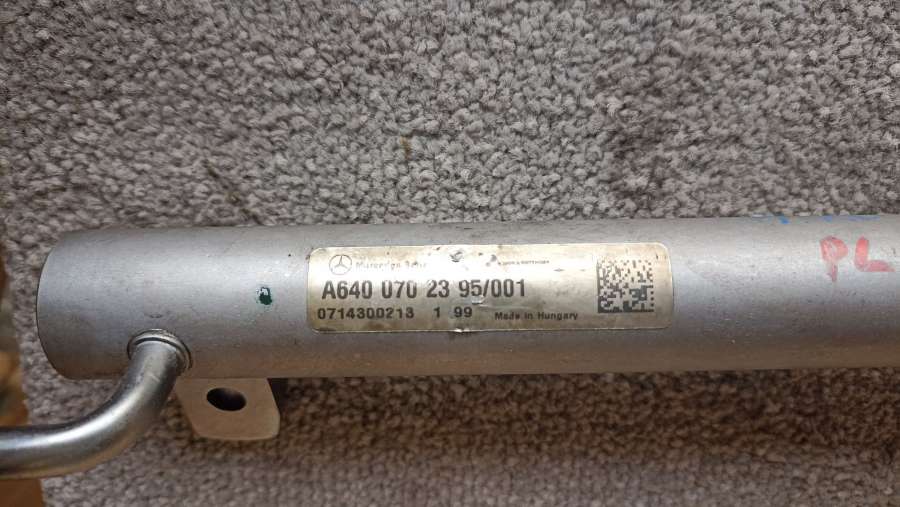 Mercedes Benz
A640 070 23 95/001
0714300213 1 99 Made in Hungary
PL